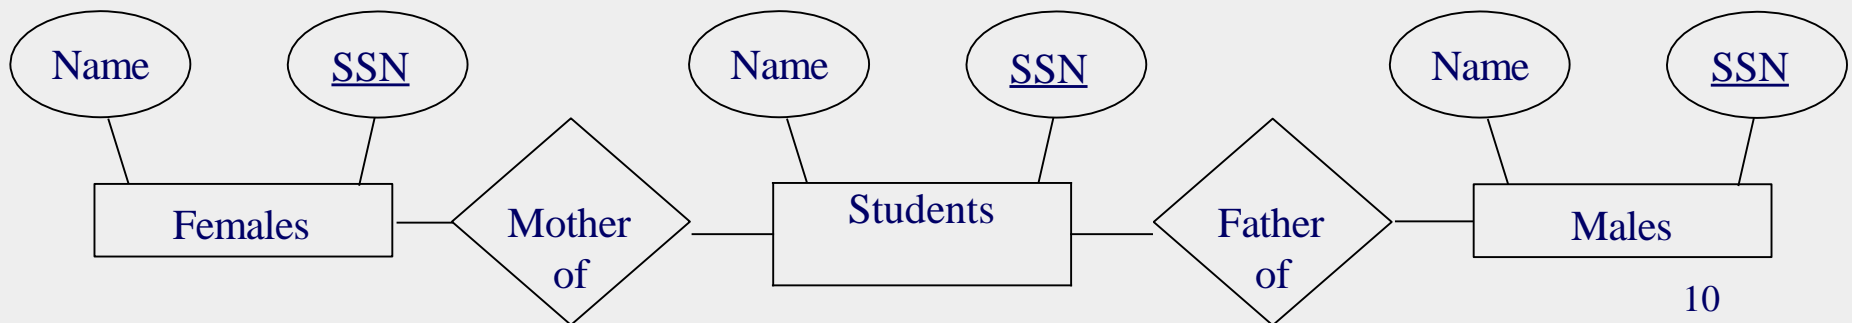 Name
SSN
Name
SSN
Name
SSN
Females
Mother
of
Students
Father
of
Males
10